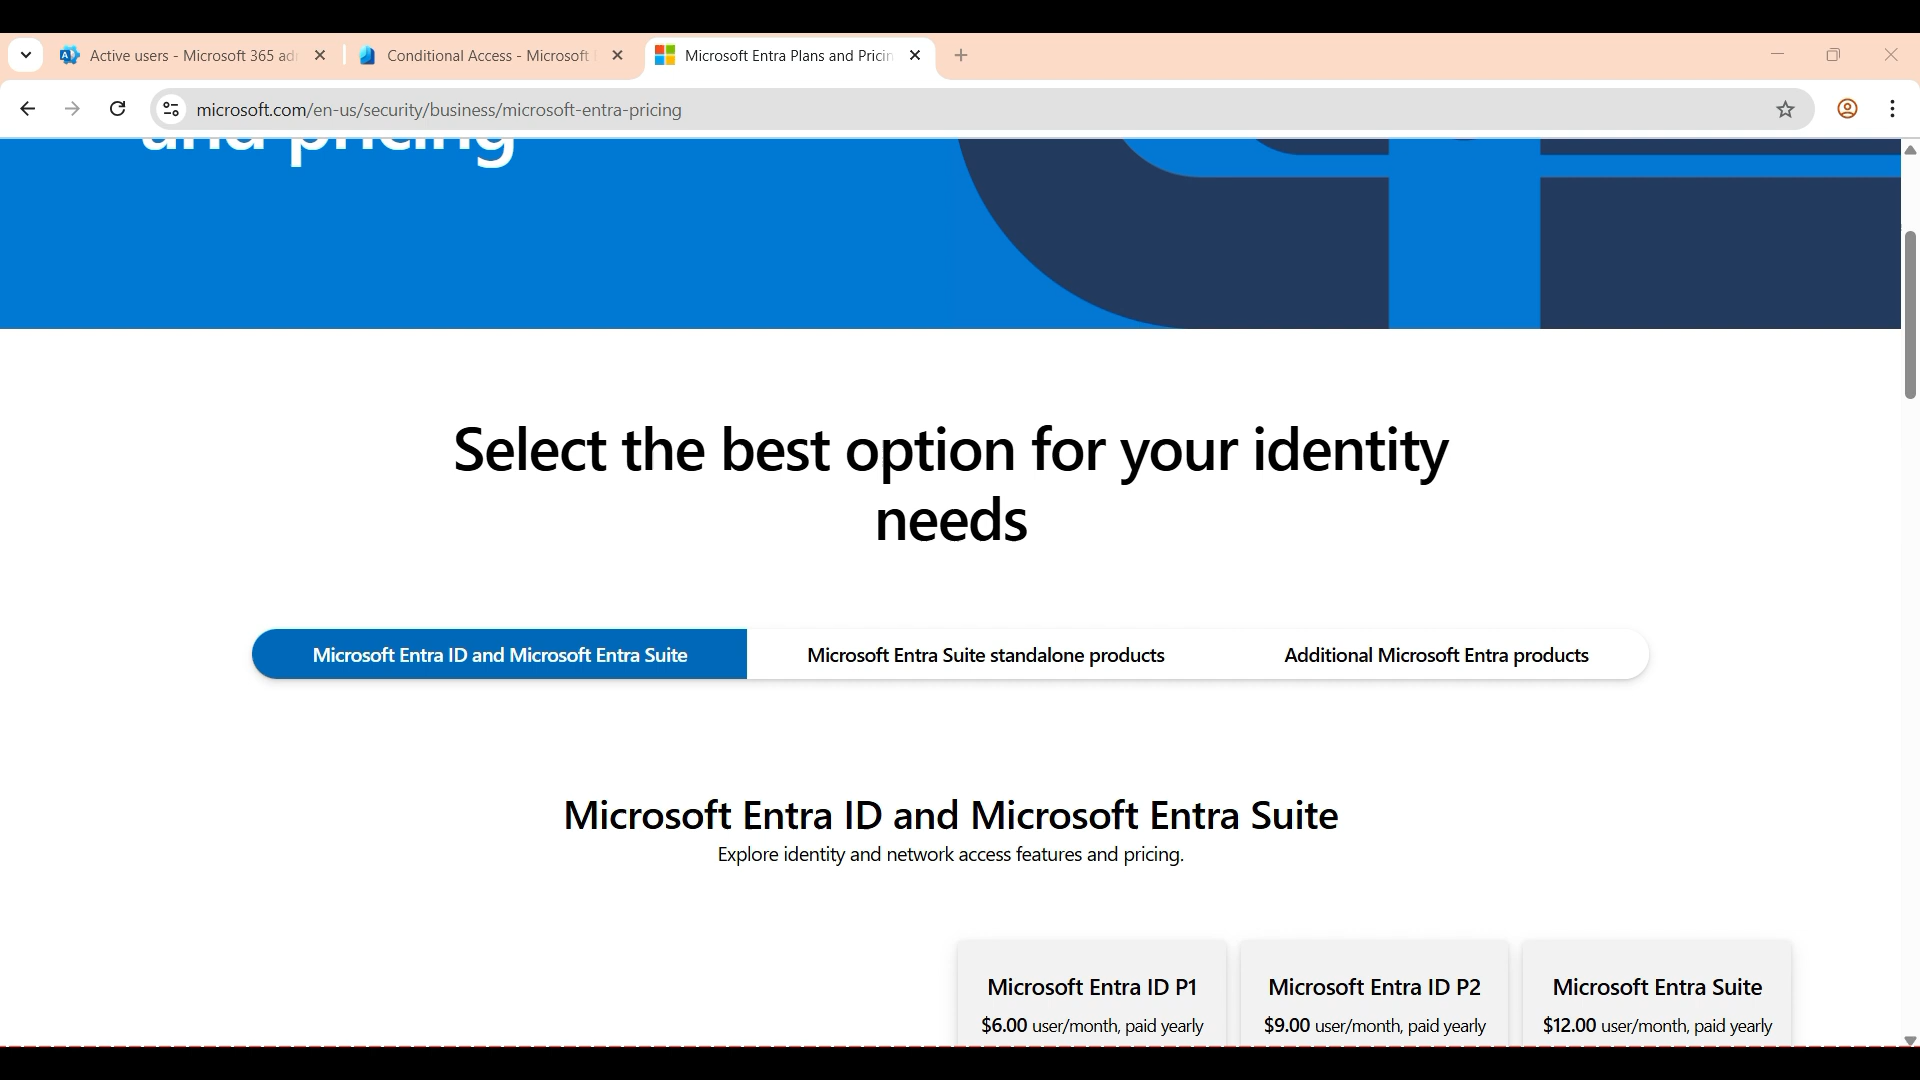 Active users - Microsoft 365 ad
Conditional Access - Microsoft
Microsoft Entra Plans and Pricin
microsoft.com/en-us/security/business/microsoft-entra-pricing
and pricing
Select the best option for your identity
needs
Microsoft Entra ID and Microsoft Entra Suite
Microsoft Entra Suite standalone products
Additional Microsoft Entra products
Microsoft Entra ID and Microsoft Entra Suite
Explore identity and network access features and pricing.
Microsoft Entra ID P1
$6.00 user/month, paid yearly
Microsoft Entra ID P2
$9.00 user/month, paid yearly
Microsoft Entra Suite
$12.00 user/month, paid yearly